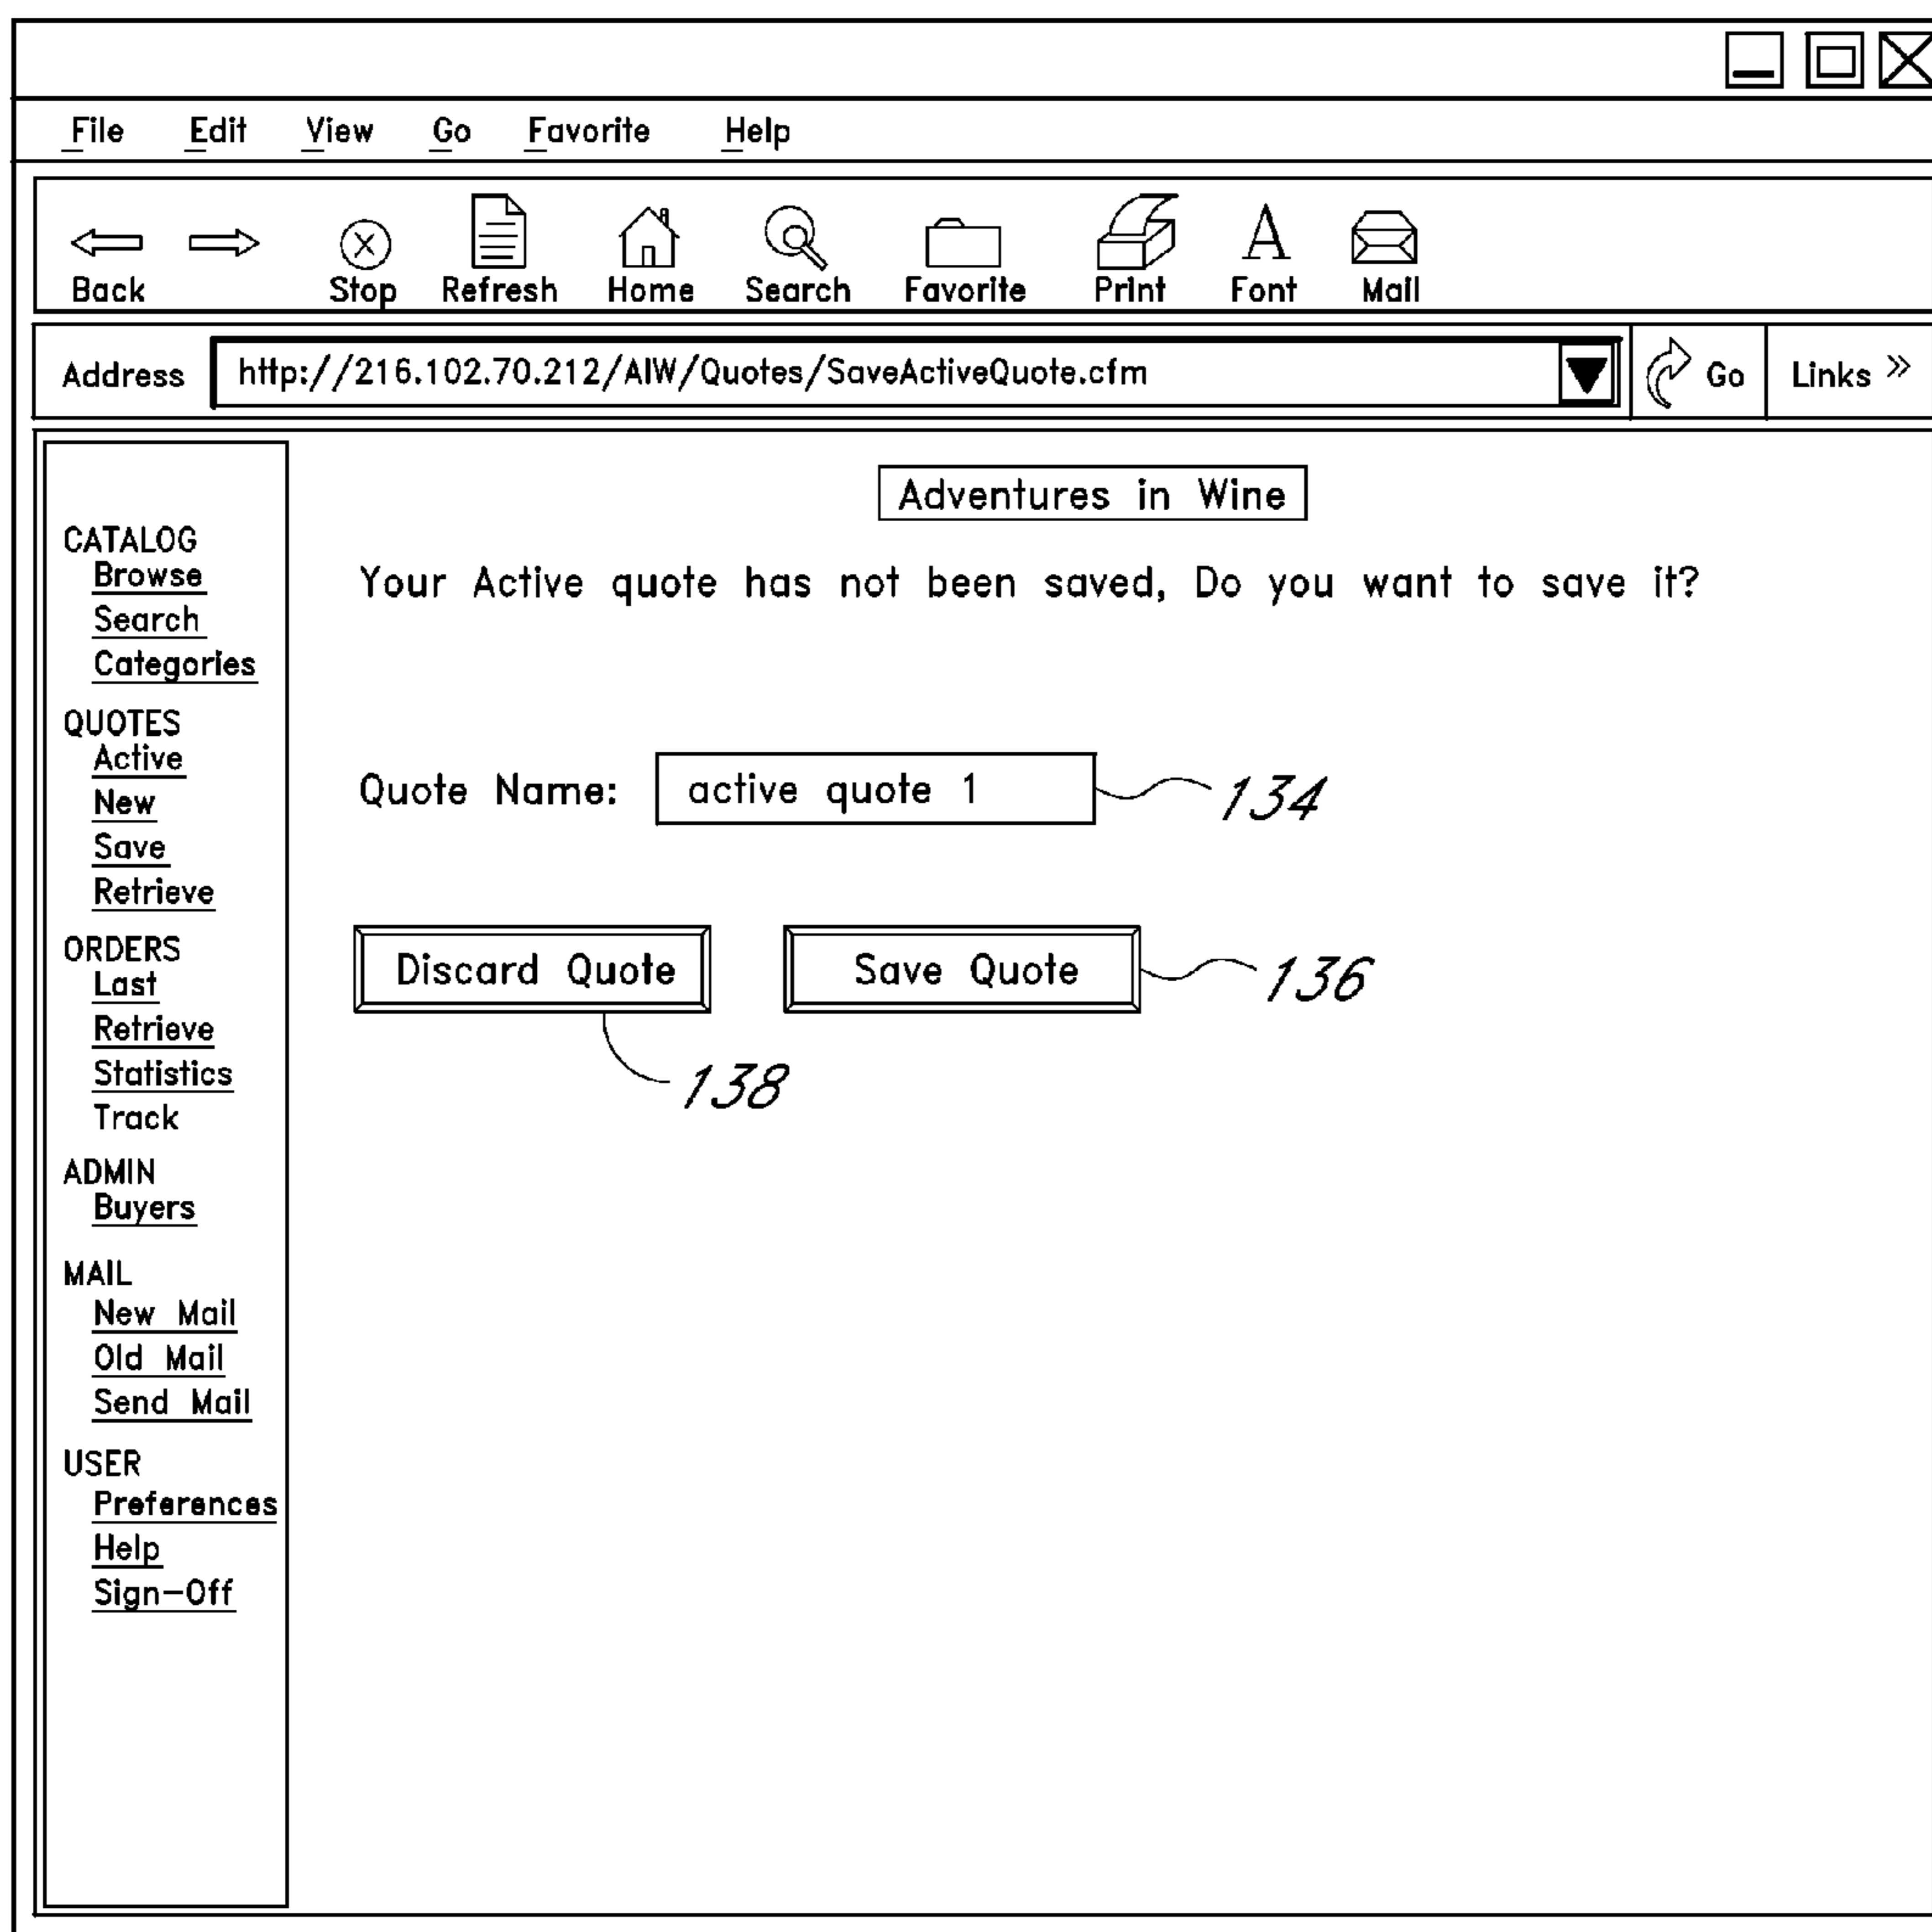 File Edit View Go Favorite Help
Back Stop Refresh Home Search Favorite Print Font Mail
Address http://216.102.70.212/AIW/Quotes/SaveActiveQuote.cfm Go Links »
Adventures in Wine
Your Active quote has not been saved, Do you want to save it?
Quote Name: active quote 1 134
Discard Quote Save Quote 136
138
CATALOG
Browse
Search
Categories
QUOTES
Active
New
Save
Retrieve
ORDERS
Last
Retrieve
Statistics
Track
ADMIN
Buyers
MAIL
New Mail
Old Mail
Send Mail
USER
Preferences
Help
Sign-Off